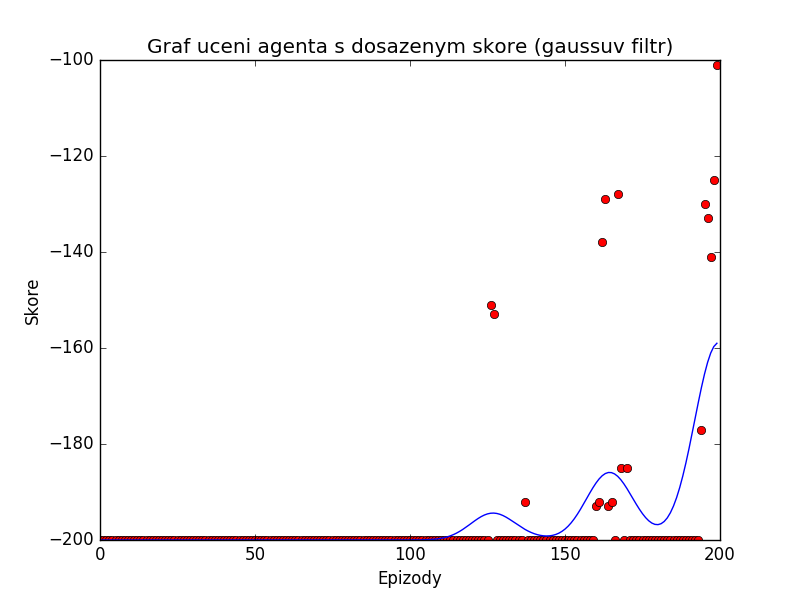 Graf uceni agenta s dosazenym skore (gaussuv filtr)
−100
−120
−140
−160
−180
−200
Skore
0 50 100 150 200
Epizody